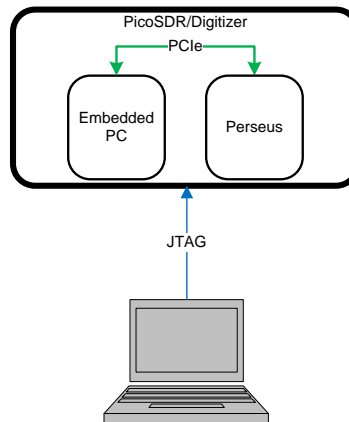 PicoSDR/Digitizer
PCIe
Embedded
PC
Perseus
JTAG